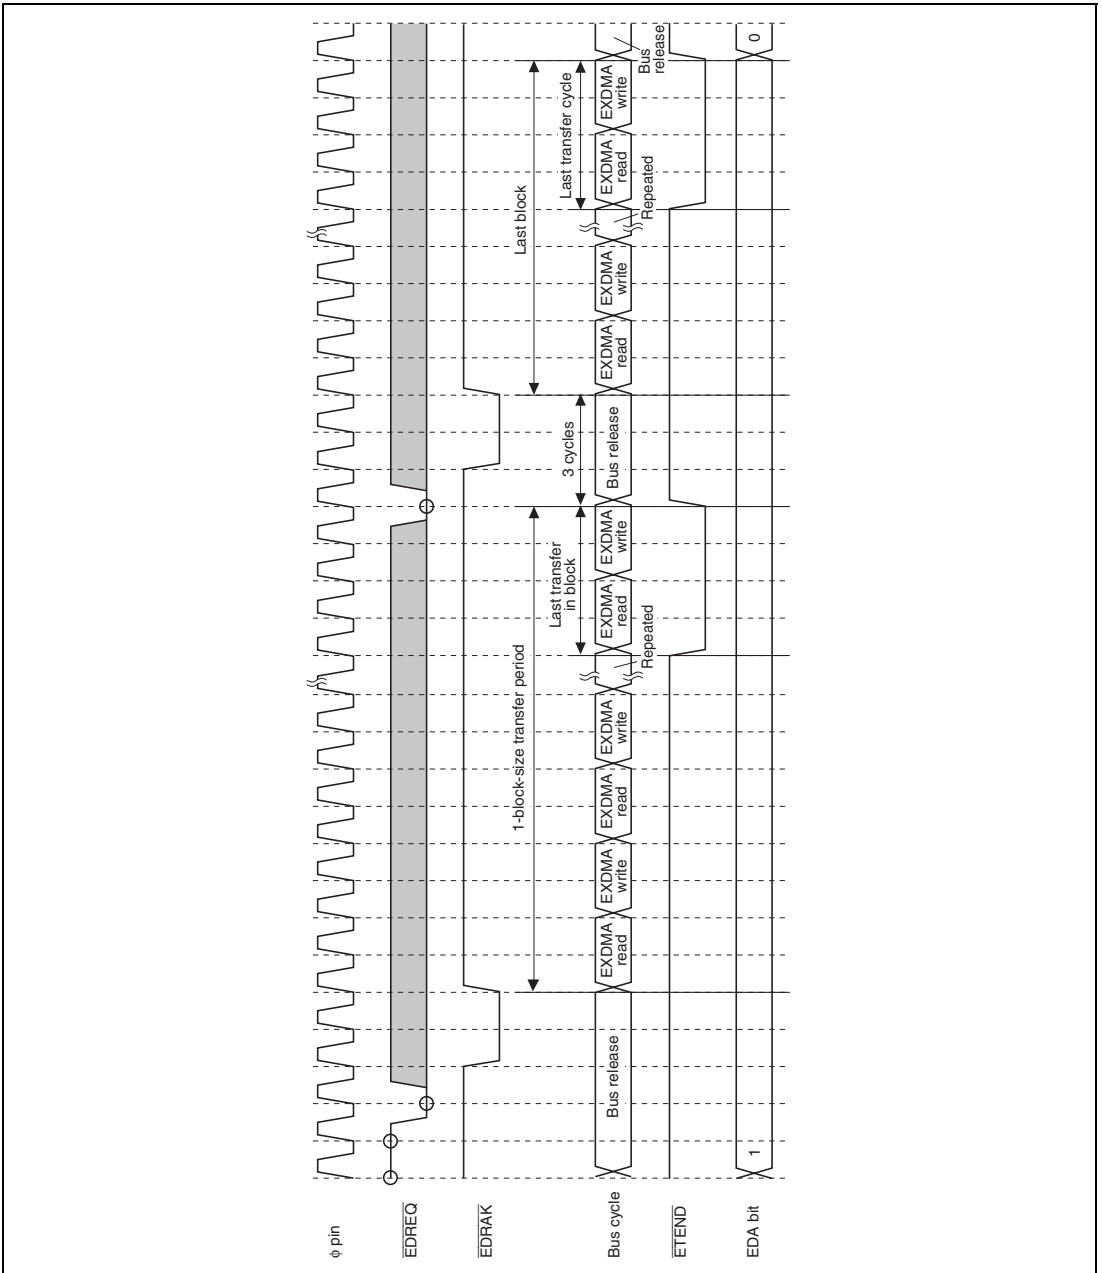 φ pin
EDREQ
EDRAK
1-block-size transfer period
Last transfer
in block
3 cycles
Last block
Last transfer cycle
Bus cycle
Bus release
EXDMA
read
EXDMA
write
EXDMA
read
EXDMA
write
Repeated
EXDMA
read
EXDMA
write
Bus release
EXDMA
read
EXDMA
write
Repeated
EXDMA
read
EXDMA
write
Bus
release
ETEND
EDA bit
1
0